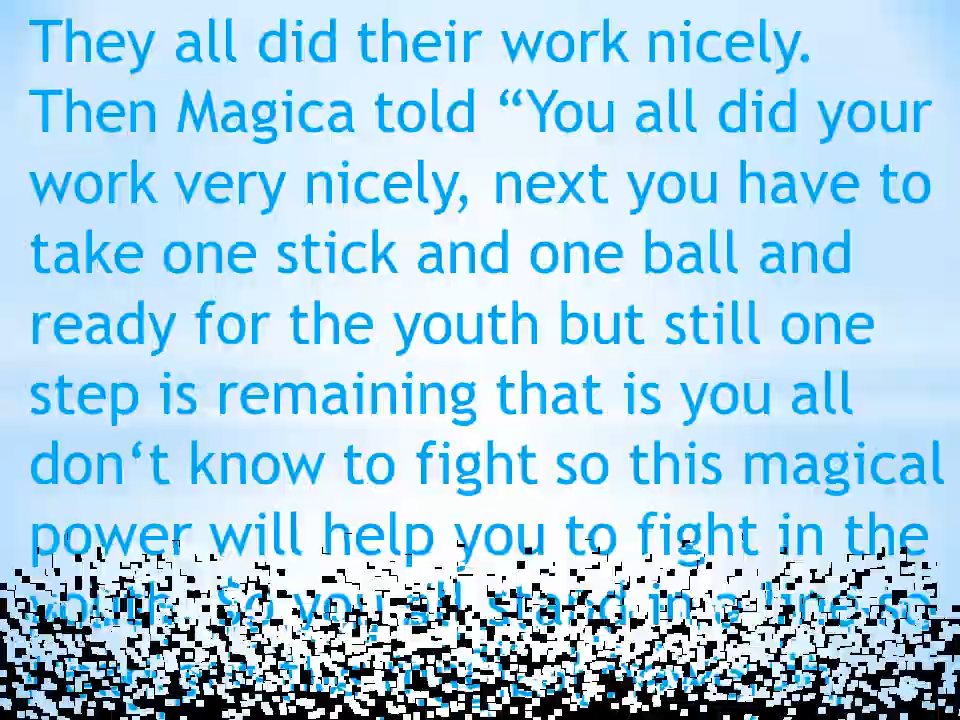 They all did their work nicely.
Then Magica told “You all did your
work very nicely, next you have to
take one stick and one ball and
ready for the youth but still one
step is remaining that is you all
don‘t know to fight so this magical
power will help you to fight in the
youth. So you all stand in a line so